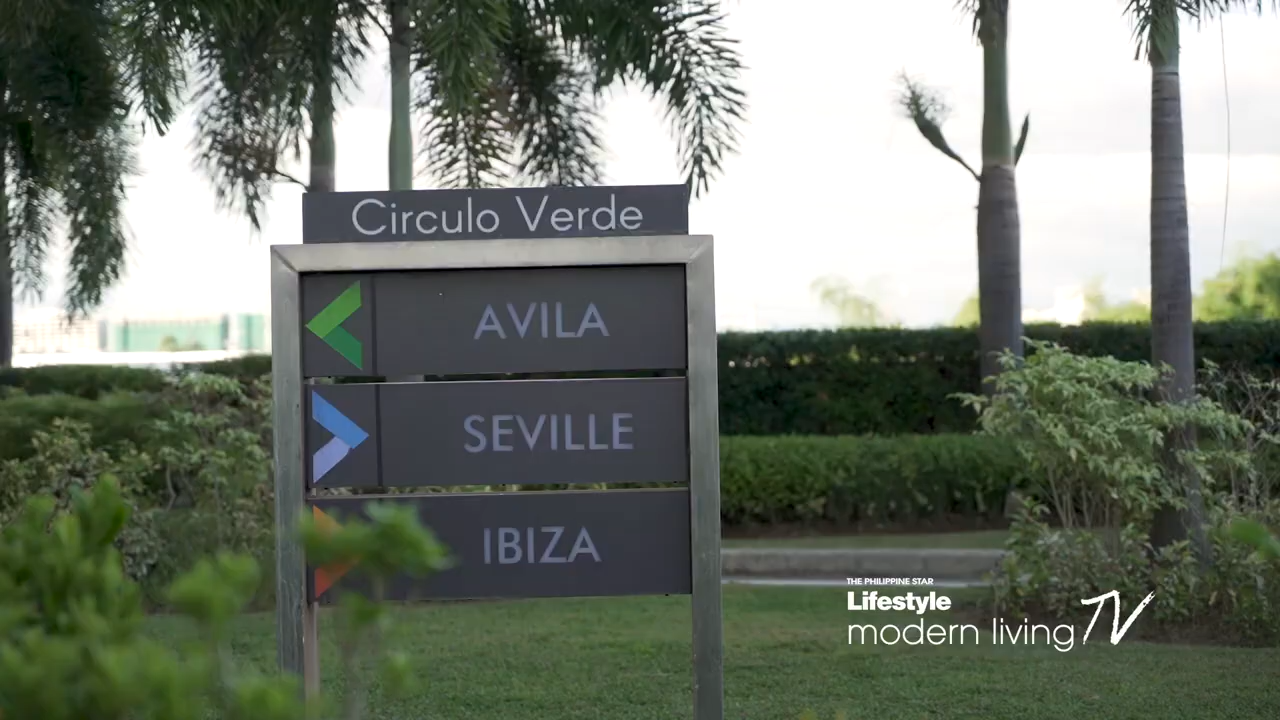 Circulo Verde
AVILA
SEVILLE
IBIZA
THE PHILIPPINE STAR
Lifestyle
modern living TV